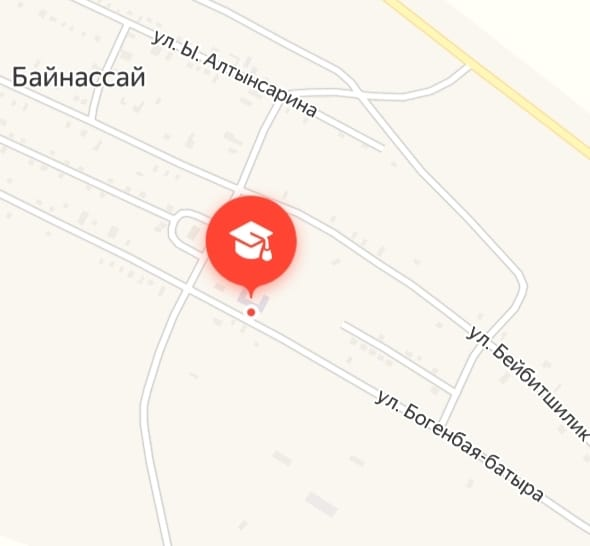 ул. Ы. Алтынсарина
Байнассай
ул. Бейбитшилик
ул. Богенбая-батыра